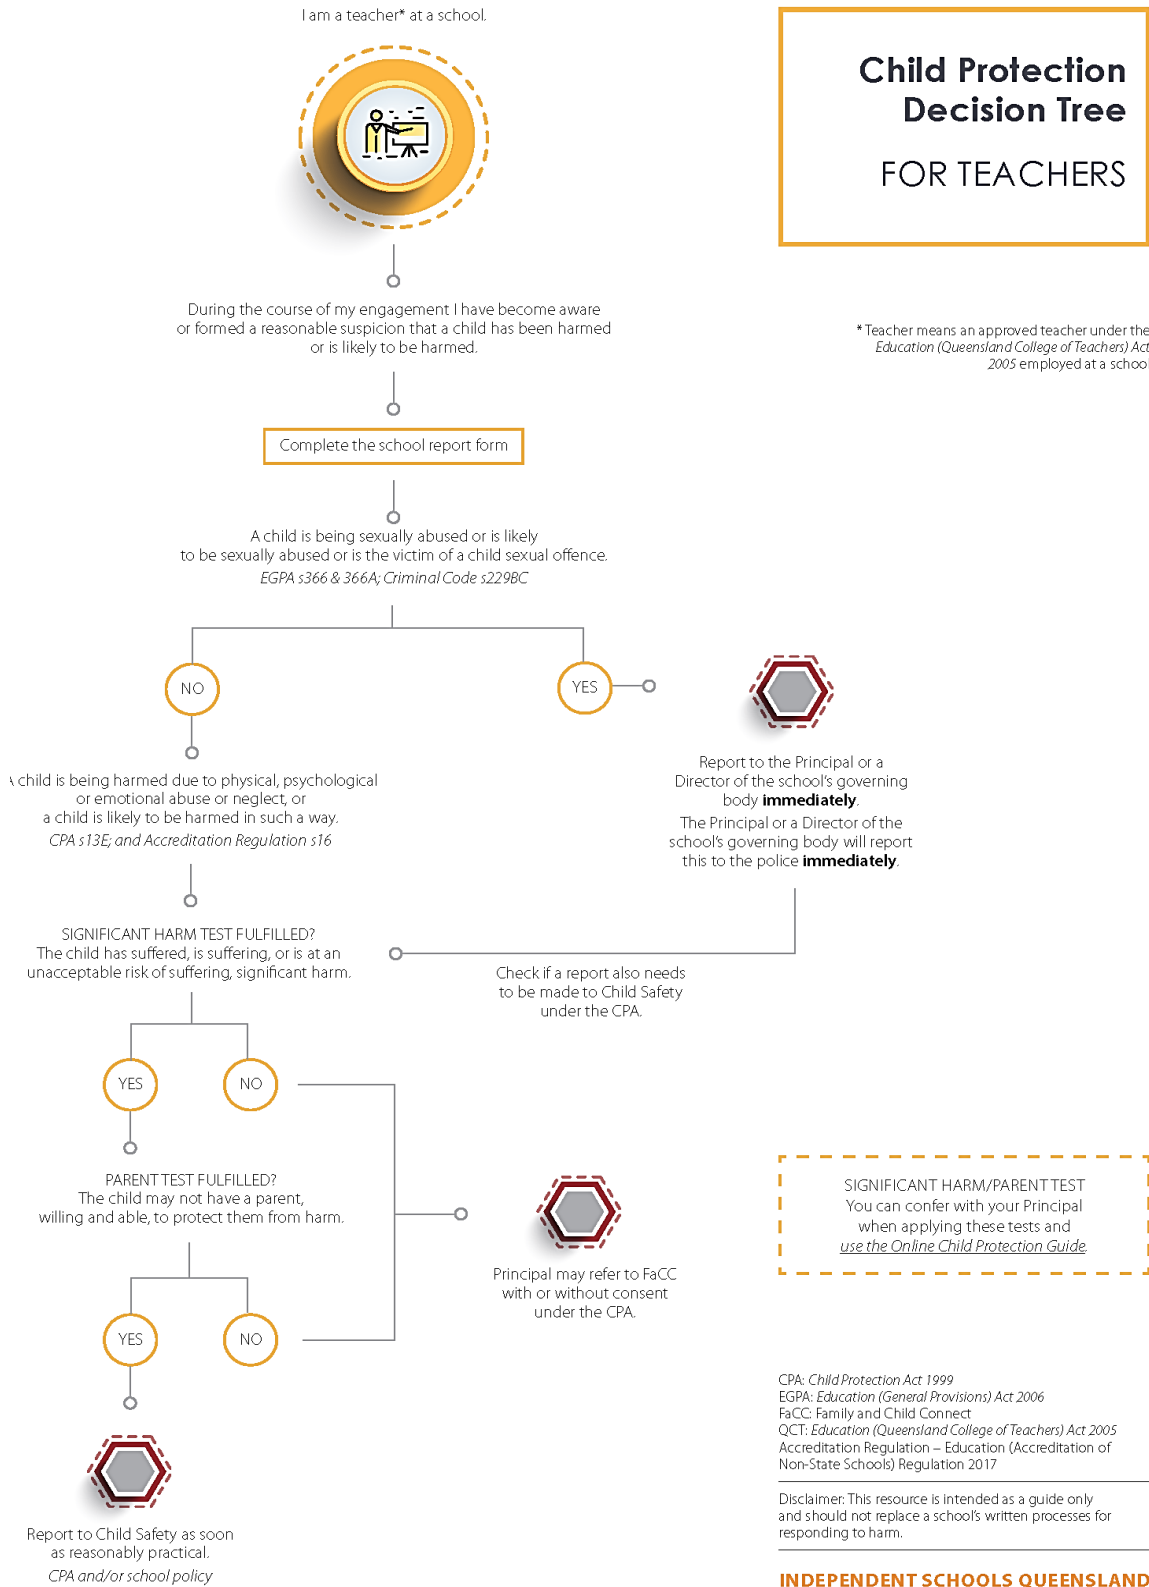 I am a teacher* at a school.
Child Protection
Decision Tree
FOR TEACHERS
During the course of my engagement I have become aware
or formed a reasonable suspicion that a child has been harmed
or is likely to be harmed.
* Teacher means an approved teacher under the
Education (Queensland College of Teachers) Act
2005 employed at a school
Complete the school report form
A child is being sexually abused or is likely
to be sexually abused or is the victim of a child sexual offence.
EGPA s366 & 366A; Criminal Code s229BC
NO
YES
A child is being harmed due to physical, psychological
or emotional abuse or neglect, or
a child is likely to be harmed in such a way.
CPA s13E; and Accreditation Regulation s16
Report to the Principal or a
Director of the school's governing
body immediately.
The Principal or a Director of the
school's governing body will report
this to the police immediately.
SIGNIFICANT HARM TEST FULFILLED?
The child has suffered, is suffering, or is at an
unacceptable risk of suffering, significant harm.
Check if a report also needs
to be made to Child Safety
under the CPA.
YES
NO
PARENT TEST FULFILLED?
The child may not have a parent,
willing and able, to protect them from harm.
Principal may refer to FaCC
with or without consent
under the CPA.
SIGNIFICANT HARM/PARENT TEST
You can confer with your Principal
when applying these tests and
use the Online Child Protection Guide.
YES
NO
Report to Child Safety as soon
as reasonably practical.
CPA and/or school policy
CPA: Child Protection Act 1999
EGPA: Education (General Provisions) Act 2006
FaCC: Family and Child Connect
QCT: Education (Queensland College of Teachers) Act 2005
Accreditation Regulation – Education (Accreditation of
Non-State Schools) Regulation 2017
Disclaimer: This resource is intended as a guide only
and should not replace a school's written processes for
responding to harm.
INDEPENDENT SCHOOLS QUEENSLAND